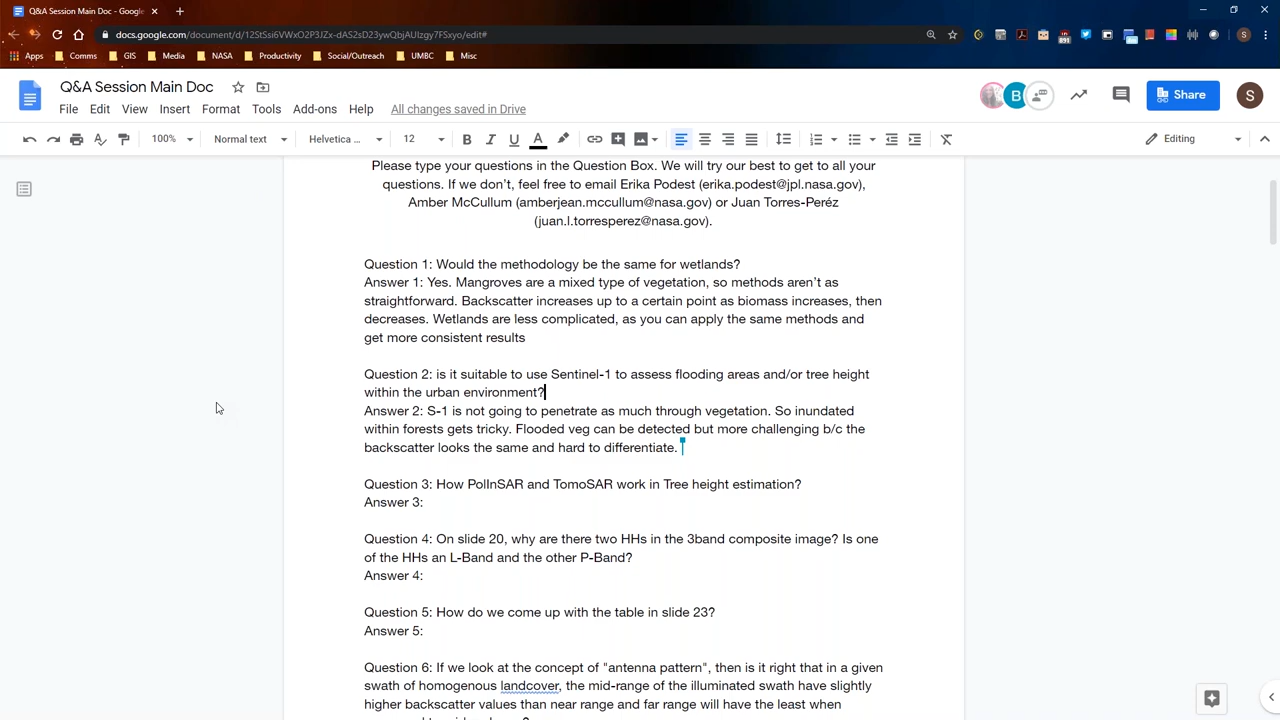 Q&A Session Main Doc - Google
docs.google.com/document/d/12StSsi6VWxO2P3JZx-dAS2sD23ywQbjAUIzgy7FSxyo/edit#
Apps Comms GIS Media NASA Productivity Social/Outreach UMBC Misc
Q&A Session Main Doc
File Edit View Insert Format Tools Add-ons Help All changes saved in Drive
B Share S
100% Normal text Helvetica ... 12 B I U A Editing
Please type your questions in the Question Box. We will try our best to get to all your
questions. If we don’t, feel free to email Erika Podest (erika.podest@jpl.nasa.gov),
Amber McCullum (amberjean.mccullum@nasa.gov) or Juan Torres-Peréz
(juan.l.torresperez@nasa.gov).
Question 1: Would the methodology be the same for wetlands?
Answer 1: Yes. Mangroves are a mixed type of vegetation, so methods aren’t as
straightforward. Backscatter increases up to a certain point as biomass increases, then
decreases. Wetlands are less complicated, as you can apply the same methods and
get more consistent results
Question 2: is it suitable to use Sentinel-1 to assess flooding areas and/or tree height
within the urban environment?
Answer 2: S-1 is not going to penetrate as much through vegetation. So inundated
within forests gets tricky. Flooded veg can be detected but more challenging b/c the
backscatter looks the same and hard to differentiate.
Question 3: How PolInSAR and TomoSAR work in Tree height estimation?
Answer 3:
Question 4: On slide 20, why are there two HHs in the 3band composite image? Is one
of the HHs an L-Band and the other P-Band?
Answer 4:
Question 5: How do we come up with the table in slide 23?
Answer 5:
Question 6: If we look at the concept of "antenna pattern", then is it right that in a given
swath of homogenous landcover, the mid-range of the illuminated swath have slightly
higher backscatter values than near range and far range will have the least when